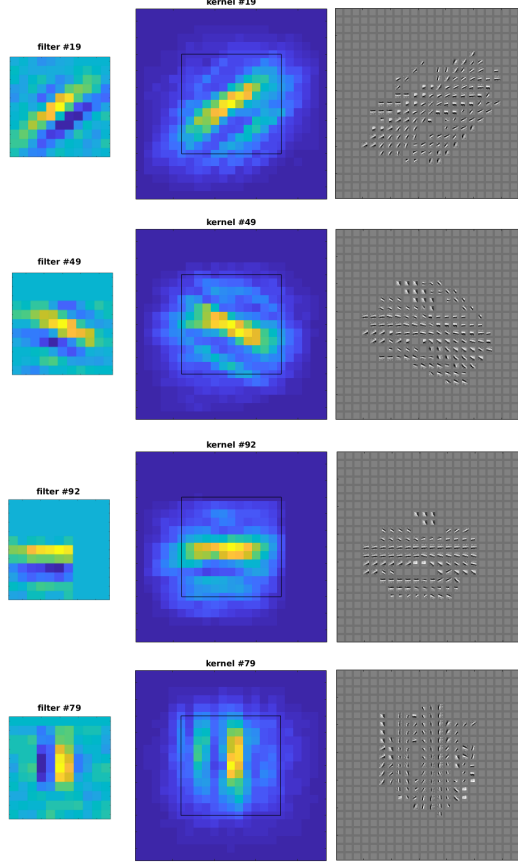 kernel #19
filter #19
kernel #49
filter #49
kernel #92
filter #92
kernel #79
filter #79